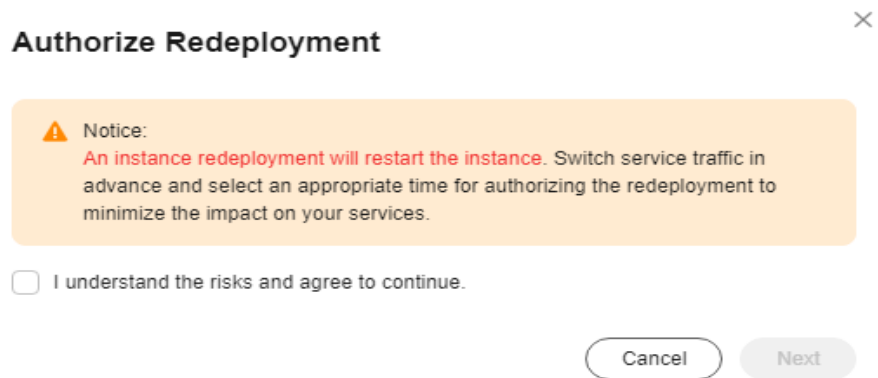 Authorize Redeployment
Notice:
An instance redeployment will restart the instance. Switch service traffic in
advance and select an appropriate time for authorizing the redeployment to
minimize the impact on your services.
I understand the risks and agree to continue.
Cancel
Next